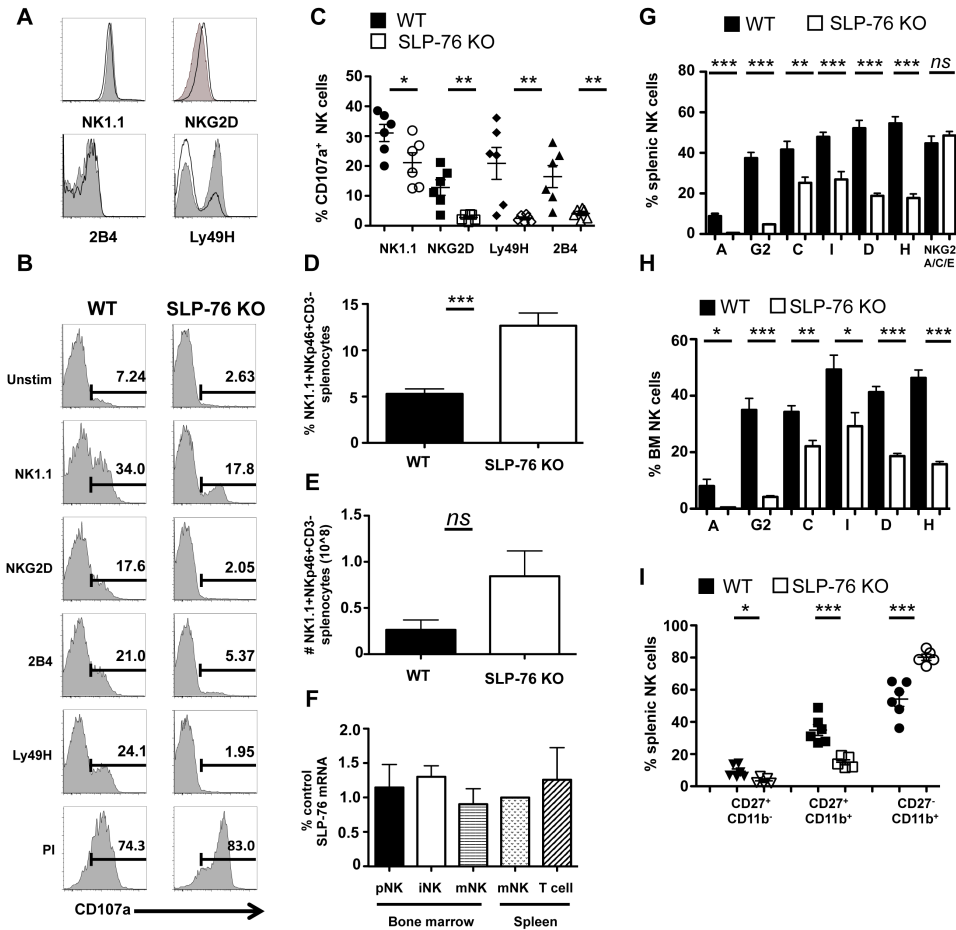 A
NK1.1 NKG2D
2B4 Ly49H
B
WT SLP-76 KO
Unstim 7.24 2.63
NK1.1 34.0 17.8
NKG2D 17.6 2.05
2B4 21.0 5.37
Ly49H 24.1 1.95
PI 74.3 83.0
CD107a
C
WT
SLP-76 KO
% CD107a+ NK cells
50
40
30
20
10
0
* ** ** **
NK1.1 NKG2D Ly49H 2B4
D
% NK1.1+NKp46+CD3-
splenocytes
15
10
5
0
***
WT SLP-76 KO
E
# NK1.1+NKp46+CD3-
splenocytes (10^8)
1.5
1.0
0.5
0.0
ns
WT SLP-76 KO
F
% control
SLP-76 mRNA
2.0
1.5
1.0
0.5
0.0
pNK iNK mNK mNK T cell
Bone marrow Spleen
G
WT SLP-76 KO
% splenic NK cells
80
60
40
20
0
*** *** ** *** *** *** ns
A G2 C I D H NKG2
A/C/E
H
WT SLP-76 KO
% BM NK cells
60
40
20
0
* *** ** * *** ***
A G2 C I D H
I
WT SLP-76 KO
% splenic NK cells
100
80
60
40
20
0
* *** ***
CD27+ CD27+ CD27-
CD11b- CD11b+ CD11b+